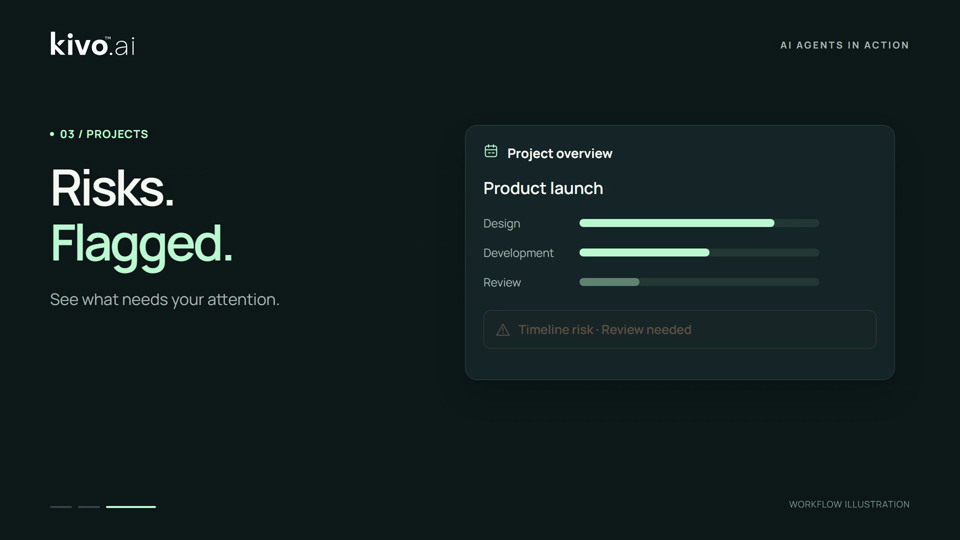 kivo™.ai
AI AGENTS IN ACTION
03 / PROJECTS
Risks.
Flagged.
See what needs your attention.
Project overview
Product launch
Design
Development
Review
Timeline risk · Review needed
WORKFLOW ILLUSTRATION